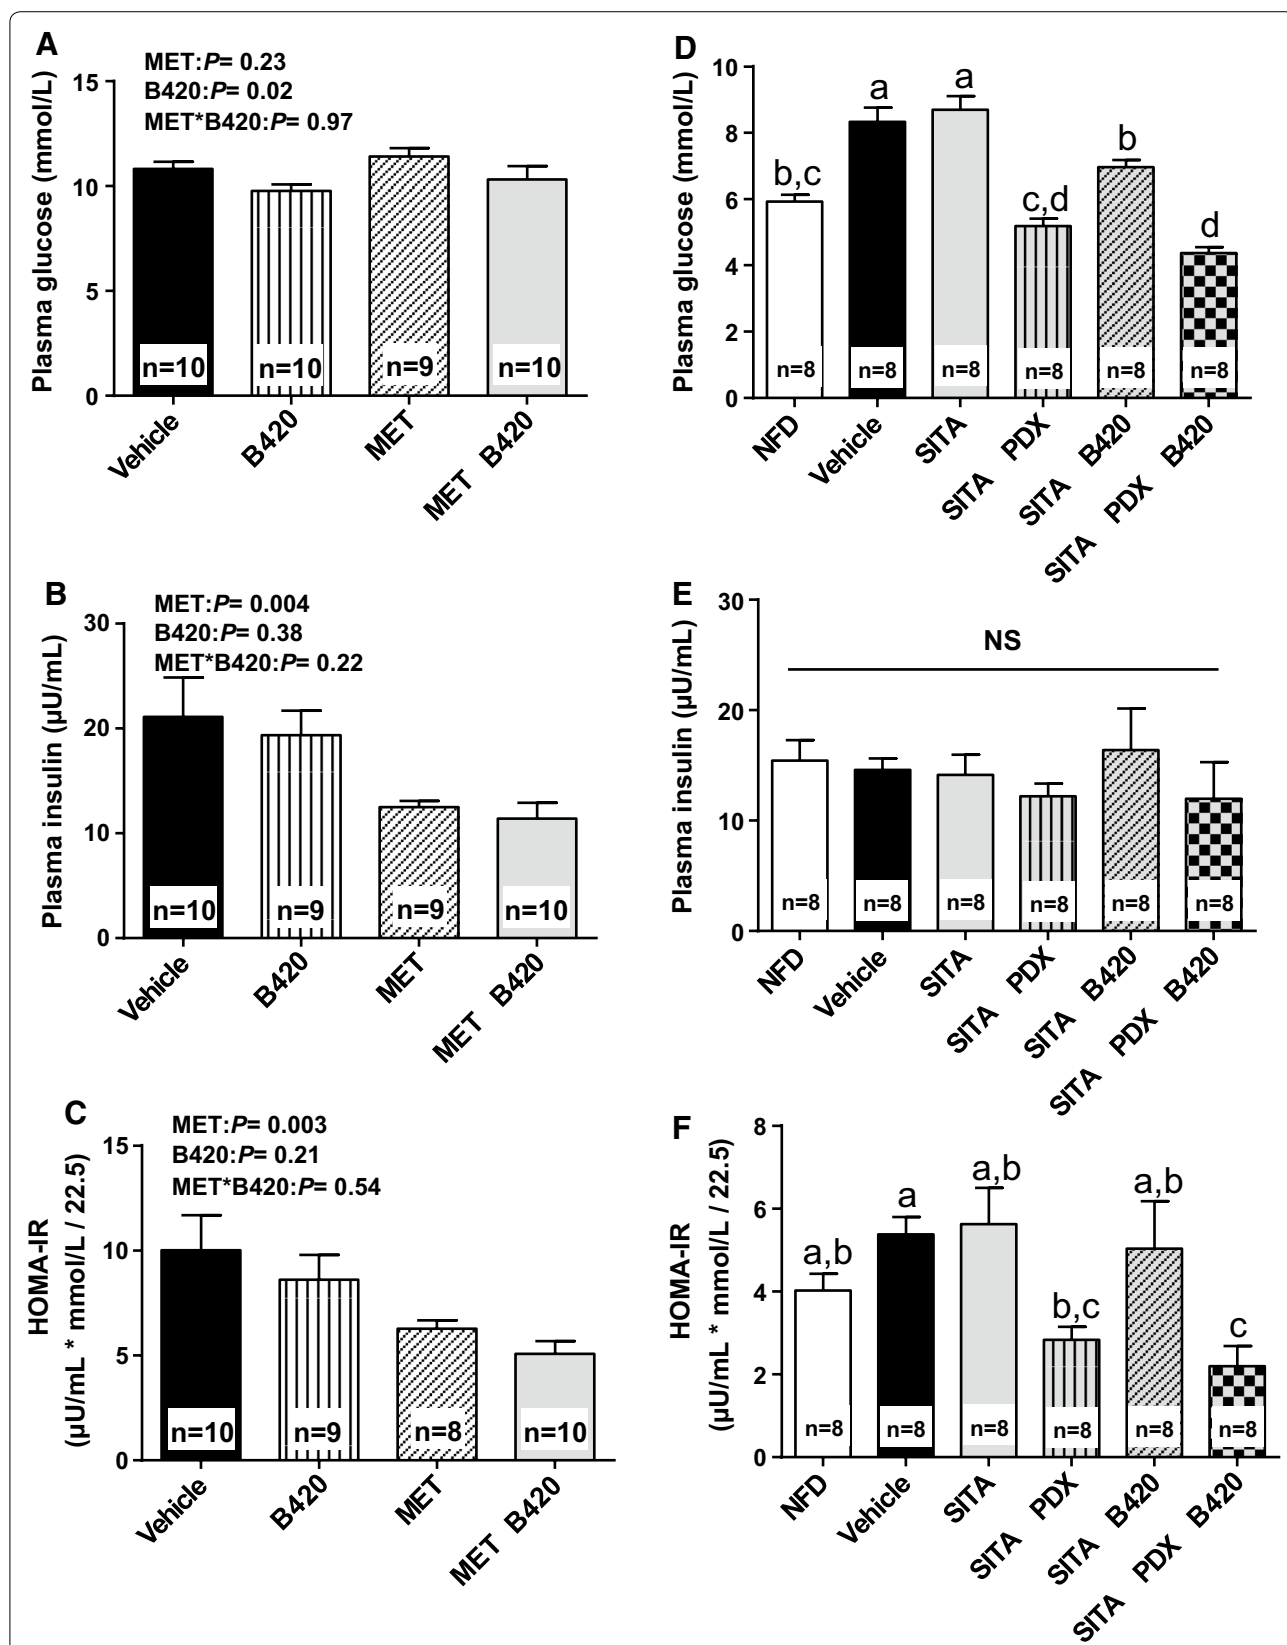 A
MET:P= 0.23
B420:P= 0.02
MET*B420:P= 0.97
Plasma glucose (mmol/L)
15
10
5
0
n=10
n=10
n=9
n=10
Vehicle
B420
MET
MET B420
D
Plasma glucose (mmol/L)
10
8
6
4
2
0
b,c
a
a
c,d
b
d
n=8
n=8
n=8
n=8
n=8
n=8
NFD
Vehicle
SITA
SITA PDX
SITA B420
SITA PDX B420
B
MET:P= 0.004
B420:P= 0.38
MET*B420:P= 0.22
Plasma insulin (µU/mL)
30
20
10
0
n=10
n=9
n=9
n=10
Vehicle
B420
MET
MET B420
E
Plasma insulin (µU/mL)
30
20
10
0
NS
n=8
n=8
n=8
n=8
n=8
n=8
NFD
Vehicle
SITA
SITA PDX
SITA B420
SITA PDX B420
C
MET:P= 0.003
B420:P= 0.21
MET*B420:P= 0.54
HOMA-IR
(µU/mL * mmol/L / 22.5)
15
10
5
0
n=10
n=9
n=8
n=10
Vehicle
B420
MET
MET B420
F
HOMA-IR
(µU/mL * mmol/L / 22.5)
8
6
4
2
0
a,b
a
a,b
b,c
a,b
c
n=8
n=8
n=8
n=8
n=8
n=8
NFD
Vehicle
SITA
SITA PDX
SITA B420
SITA PDX B420